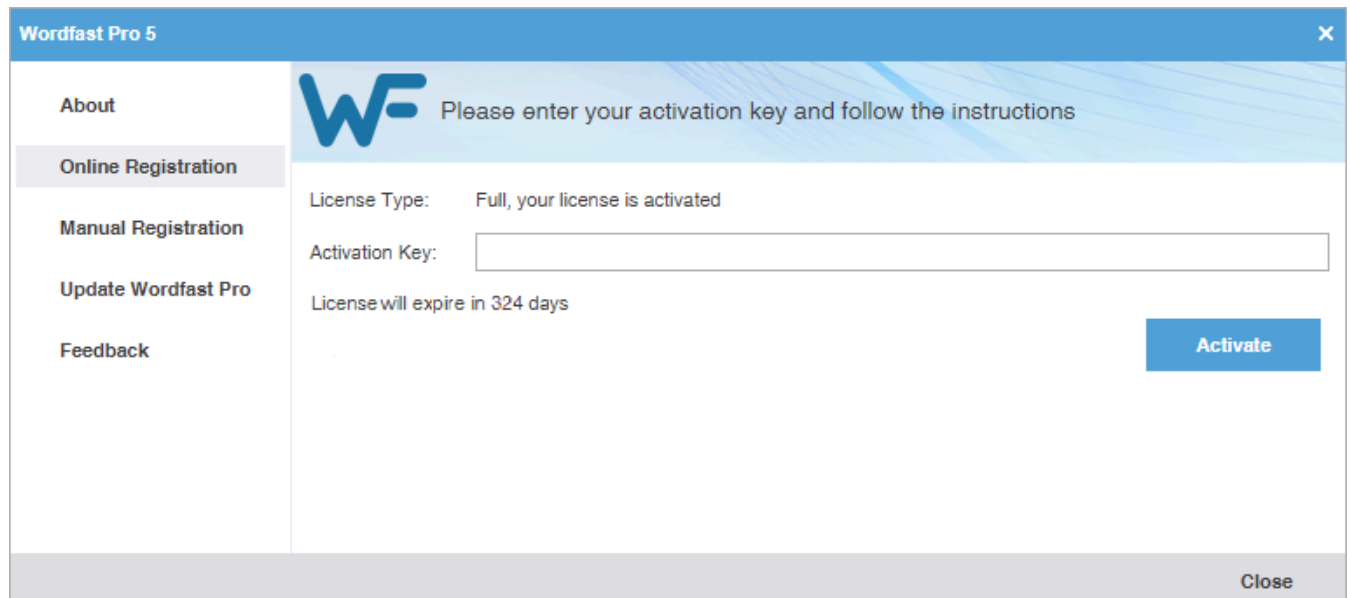 Wordfast Pro 5
About
Online Registration
Manual Registration
Update Wordfast Pro
Feedback
WF
Please enter your activation key and follow the instructions
License Type: Full, your license is activated
Activation Key:
License will expire in 324 days
Activate
Close